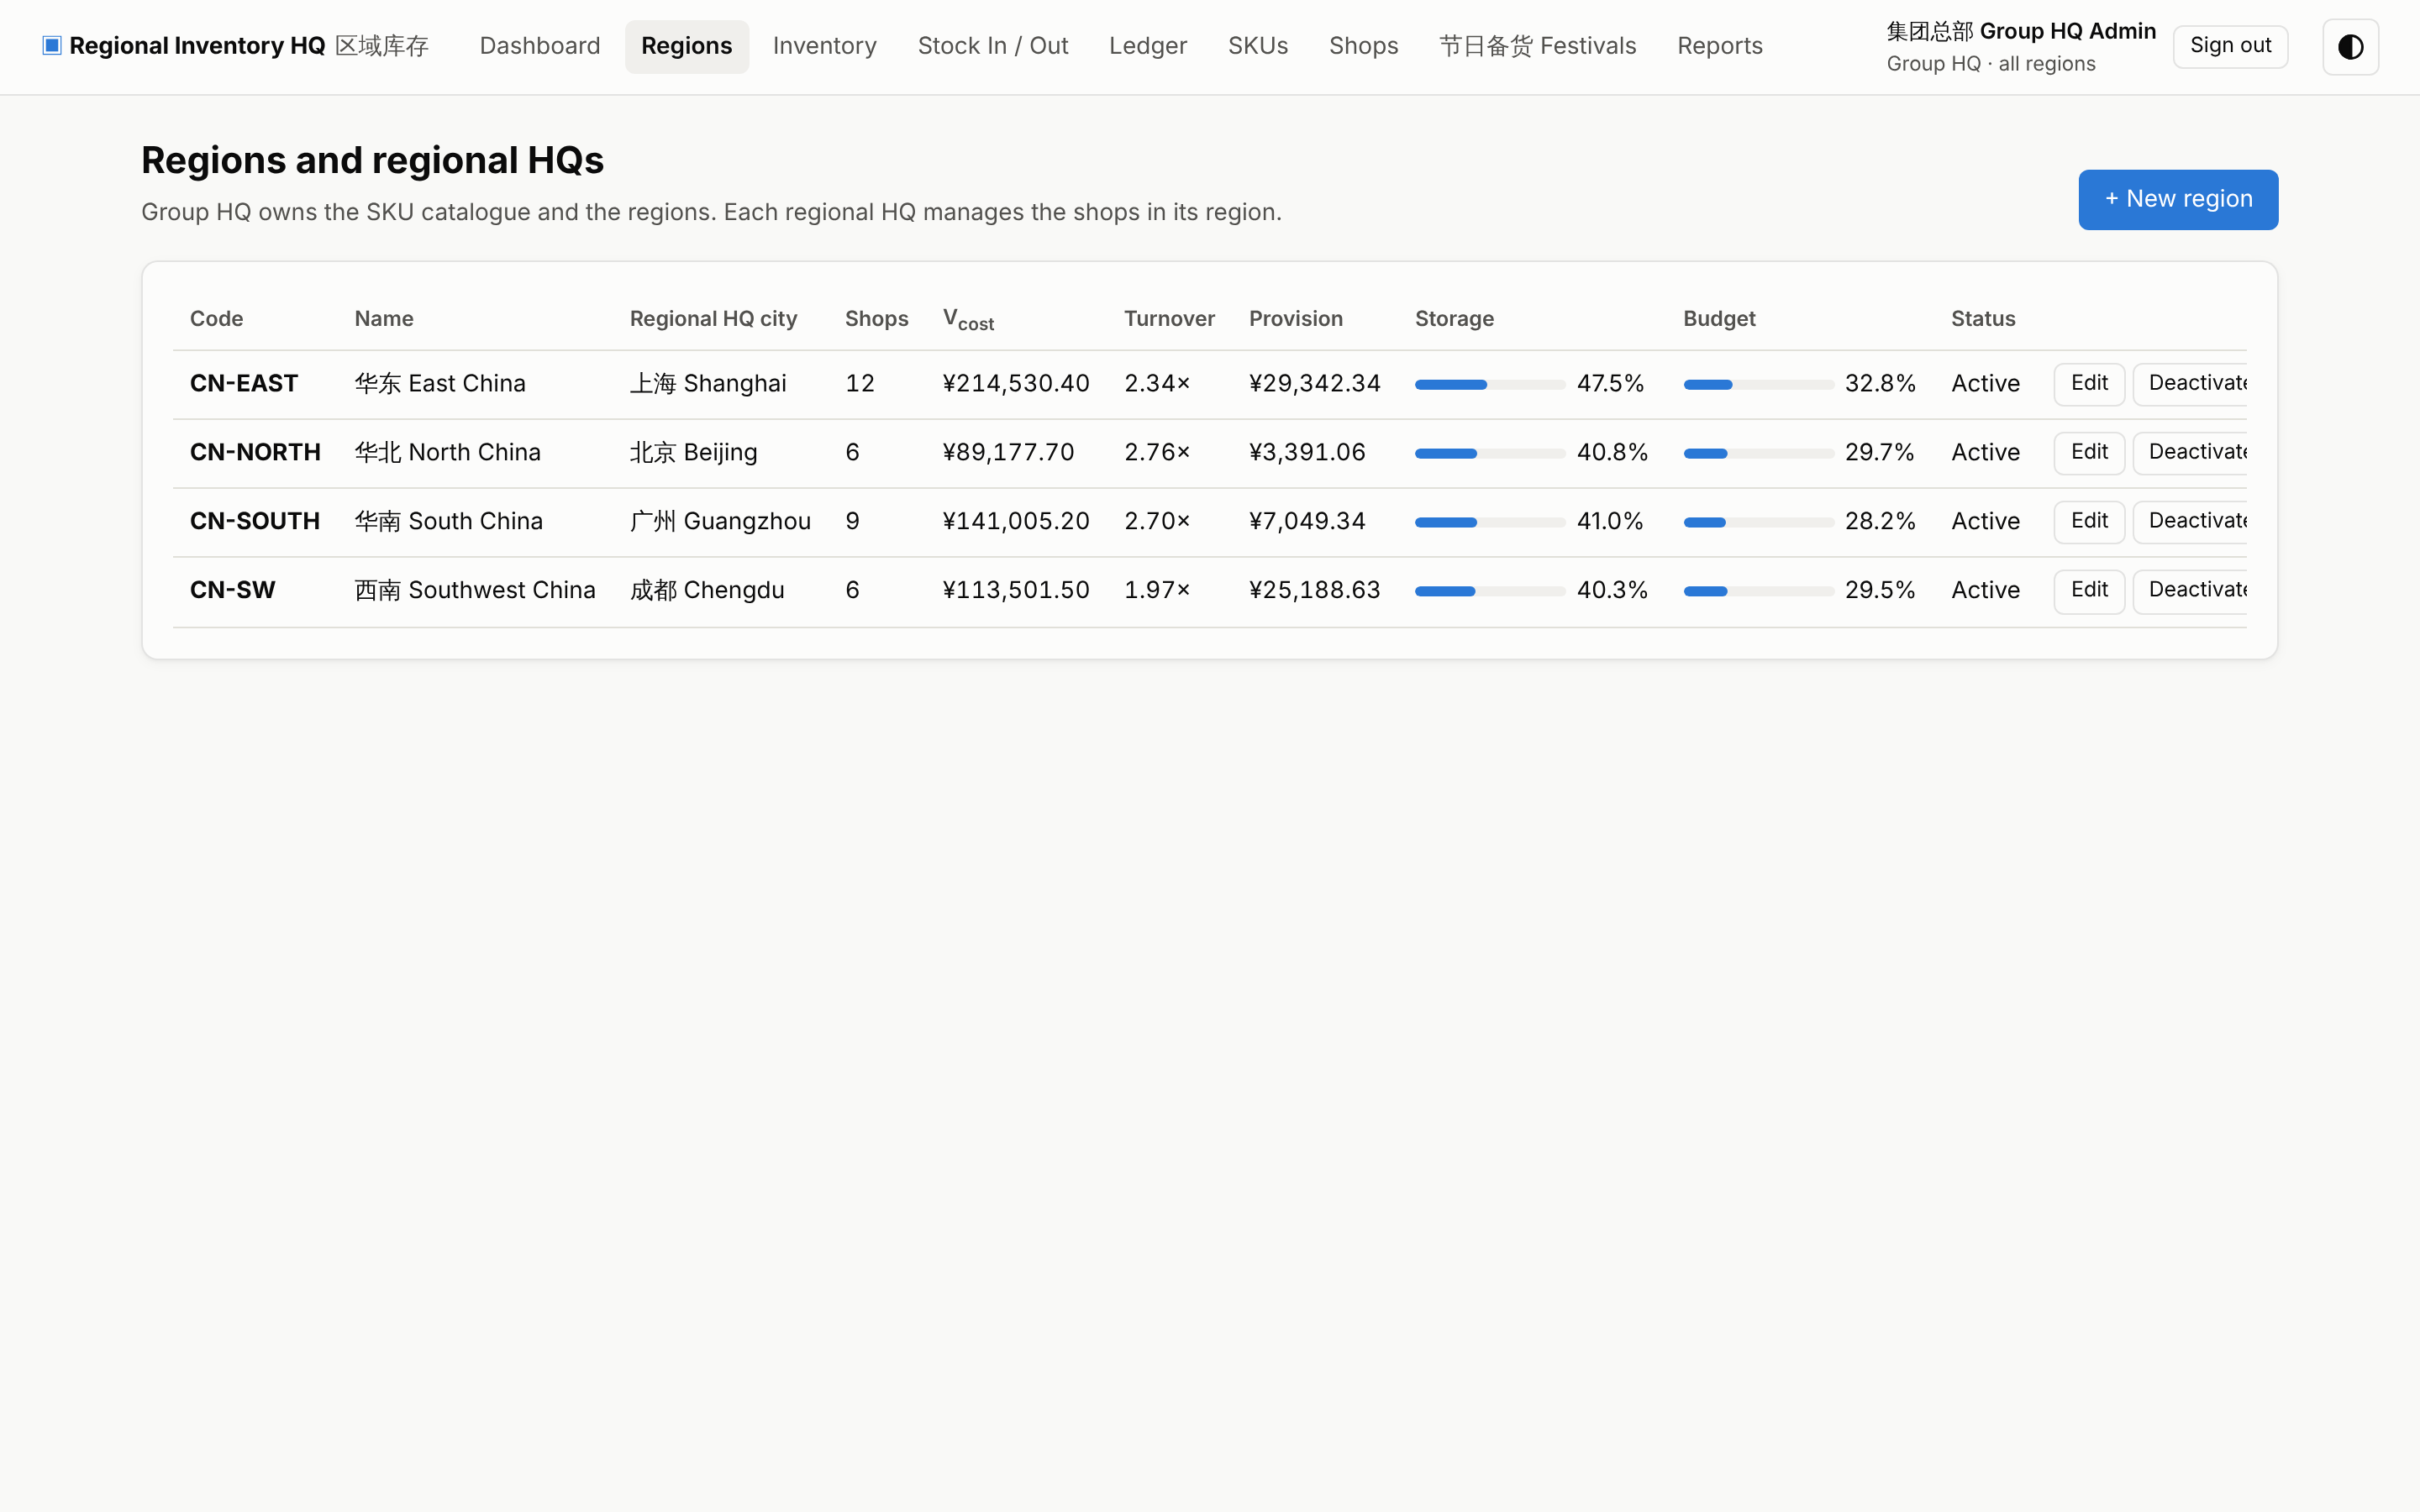 Regional Inventory HQ 区域库存 Dashboard Regions Inventory Stock In / Out Ledger SKUs Shops 节日备货 Festivals Reports 集团总部 Group HQ Admin Sign out
Group HQ · all regions
Regions and regional HQs
Group HQ owns the SKU catalogue and the regions. Each regional HQ manages the shops in its region.
+ New region
Code Name Regional HQ city Shops Vcost Turnover Provision Storage Budget Status
CN-EAST 华东 East China 上海 Shanghai 12 ¥214,530.40 2.34× ¥29,342.34 47.5% 32.8% Active Edit Deactivate
CN-NORTH 华北 North China 北京 Beijing 6 ¥89,177.70 2.76× ¥3,391.06 40.8% 29.7% Active Edit Deactivate
CN-SOUTH 华南 South China 广州 Guangzhou 9 ¥141,005.20 2.70× ¥7,049.34 41.0% 28.2% Active Edit Deactivate
CN-SW 西南 Southwest China 成都 Chengdu 6 ¥113,501.50 1.97× ¥25,188.63 40.3% 29.5% Active Edit Deactivate